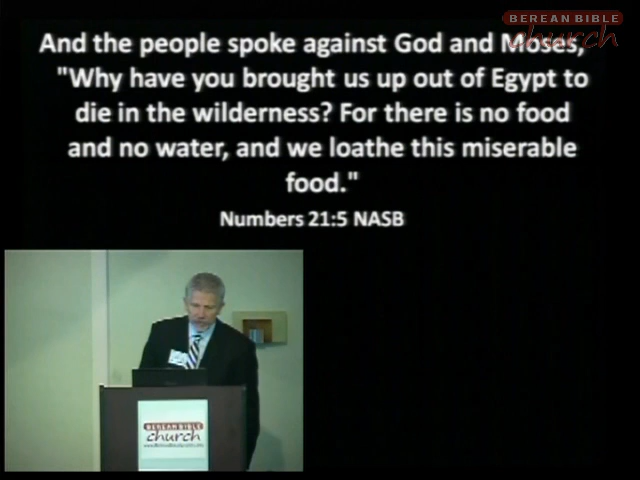 BEREAN BIBLE
church
And the people spoke against God and Moses,
"Why have you brought us up out of Egypt to
die in the wilderness? For there is no food
and no water, and we loathe this miserable
food."
Numbers 21:5 NASB
BEREAN BIBLE
church